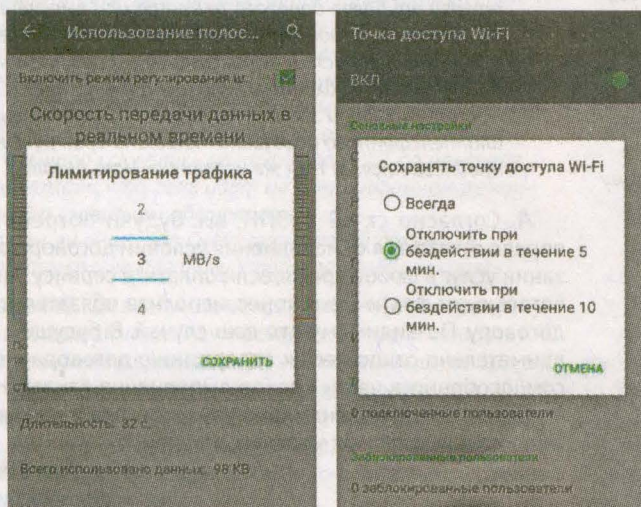 Использование полос...
Включить режим регулирования ш...
Скорость передачи данных в
реальном времени
Лимитирование трафика
2
3 MB/s
4
СОХРАНИТЬ
Длительность: 32 с.
Всего использовано данных: 98 KB
Точка доступа Wi-Fi
ВКЛ
Основные настройки
Сохранять точку доступа Wi-Fi
Всегда
Отключить при
бездействии в течение 5
мин.
Отключить при
бездействии в течение 10
мин.
ОТМЕНА
0 подключенные пользователи
Заблокированные пользователи
0 заблокированные пользователи